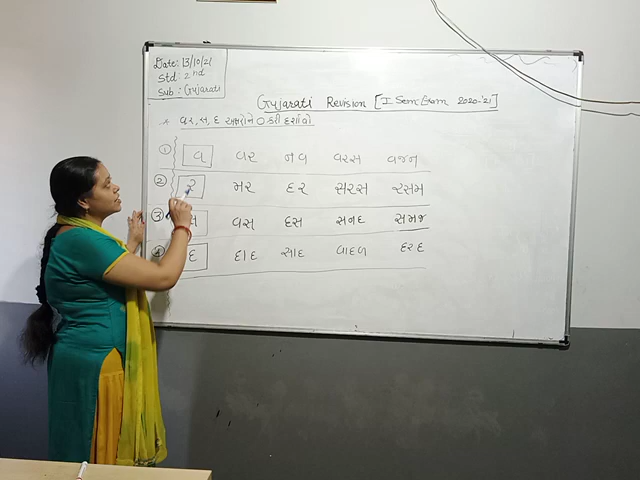 Date: 13/10/21
Std: 2nd
Sub: Gujarati
Gujarati Revision [I Sem Exam 2020-'21]
* વ,ર,સ,દ અક્ષરોને O કરી દર્શાવો
① વ વર નવ વરસ વજન
② ર મર દર સરસ રસમ
③ સ વસ દસ સનદ સમજ
④ દ દાદ સાદ વાદળ દરદ